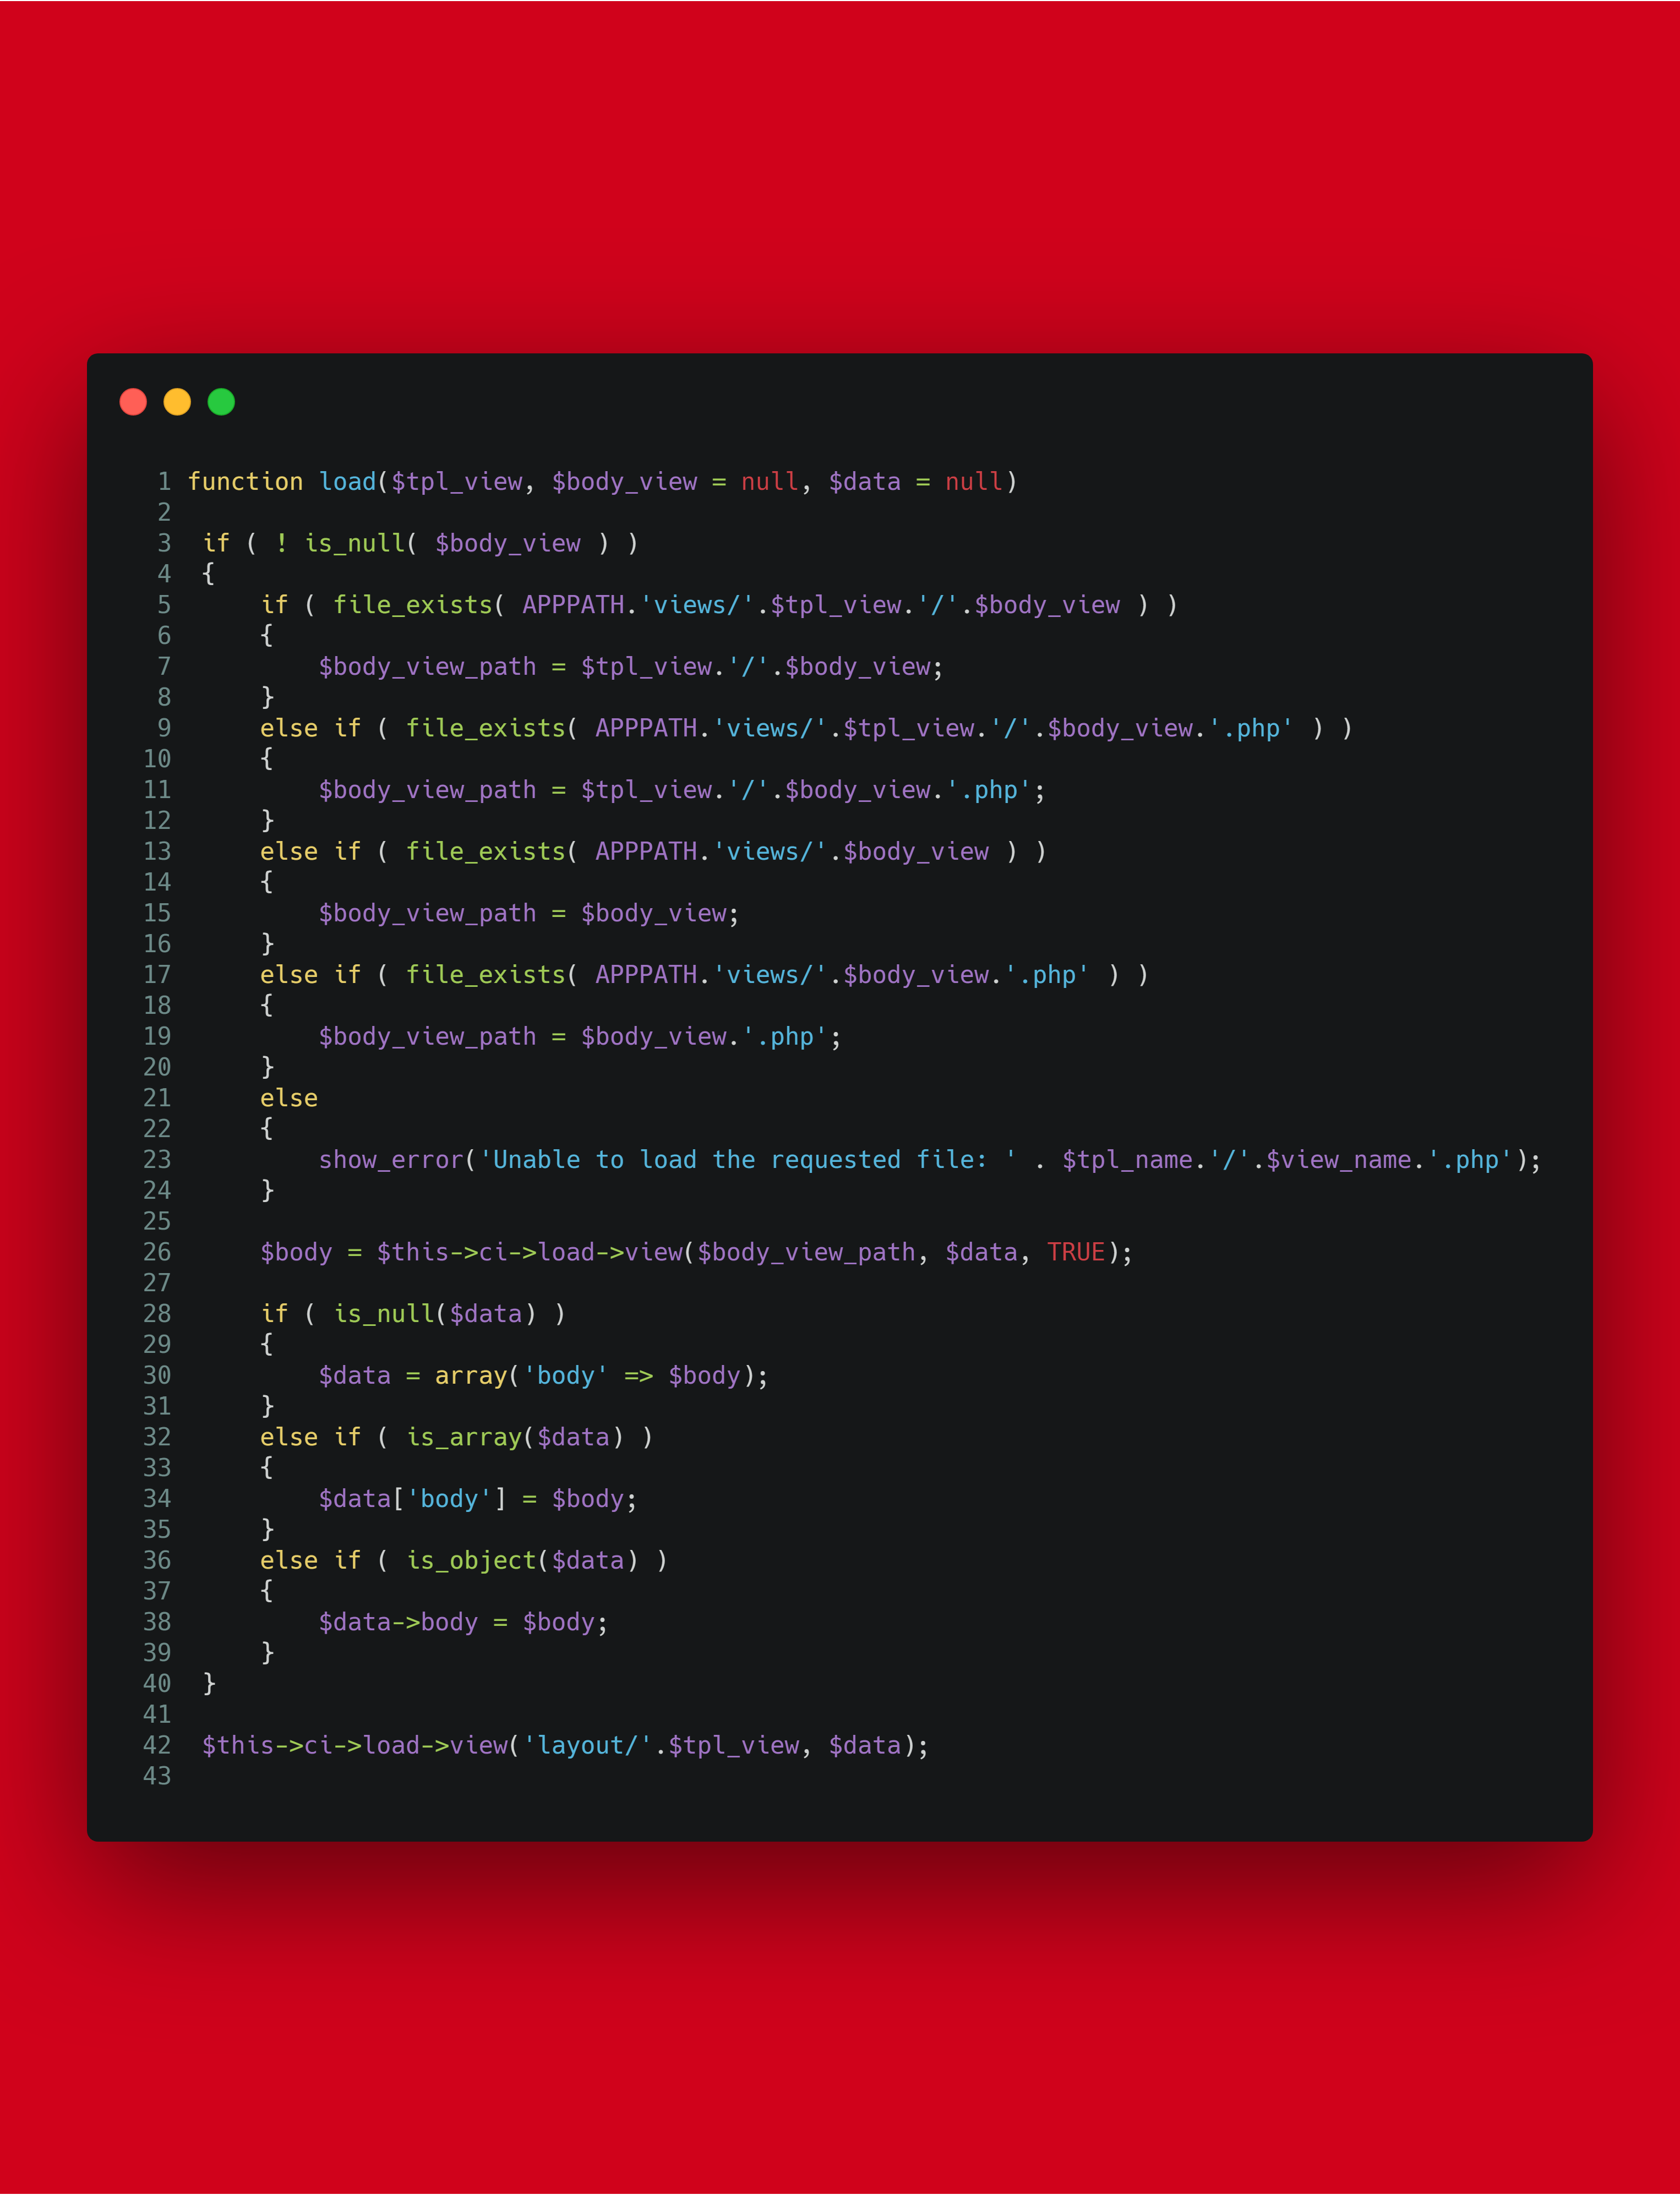 1 function load($tpl_view, $body_view = null, $data = null)
2
3  if ( ! is_null( $body_view ) )
4  {
5      if ( file_exists( APPPATH.'views/'.$tpl_view.'/'.$body_view ) )
6      {
7          $body_view_path = $tpl_view.'/'.$body_view;
8      }
9      else if ( file_exists( APPPATH.'views/'.$tpl_view.'/'.$body_view.'.php' ) )
10      {
11          $body_view_path = $tpl_view.'/'.$body_view.'.php';
12      }
13      else if ( file_exists( APPPATH.'views/'.$body_view ) )
14      {
15          $body_view_path = $body_view;
16      }
17      else if ( file_exists( APPPATH.'views/'.$body_view.'.php' ) )
18      {
19          $body_view_path = $body_view.'.php';
20      }
21      else
22      {
23          show_error('Unable to load the requested file: ' . $tpl_name.'/'.$view_name.'.php');
24      }
25
26      $body = $this->ci->load->view($body_view_path, $data, TRUE);
27
28      if ( is_null($data) )
29      {
30          $data = array('body' => $body);
31      }
32      else if ( is_array($data) )
33      {
34          $data['body'] = $body;
35      }
36      else if ( is_object($data) )
37      {
38          $data->body = $body;
39      }
40  }
41
42  $this->ci->load->view('layout/'.$tpl_view, $data);
43